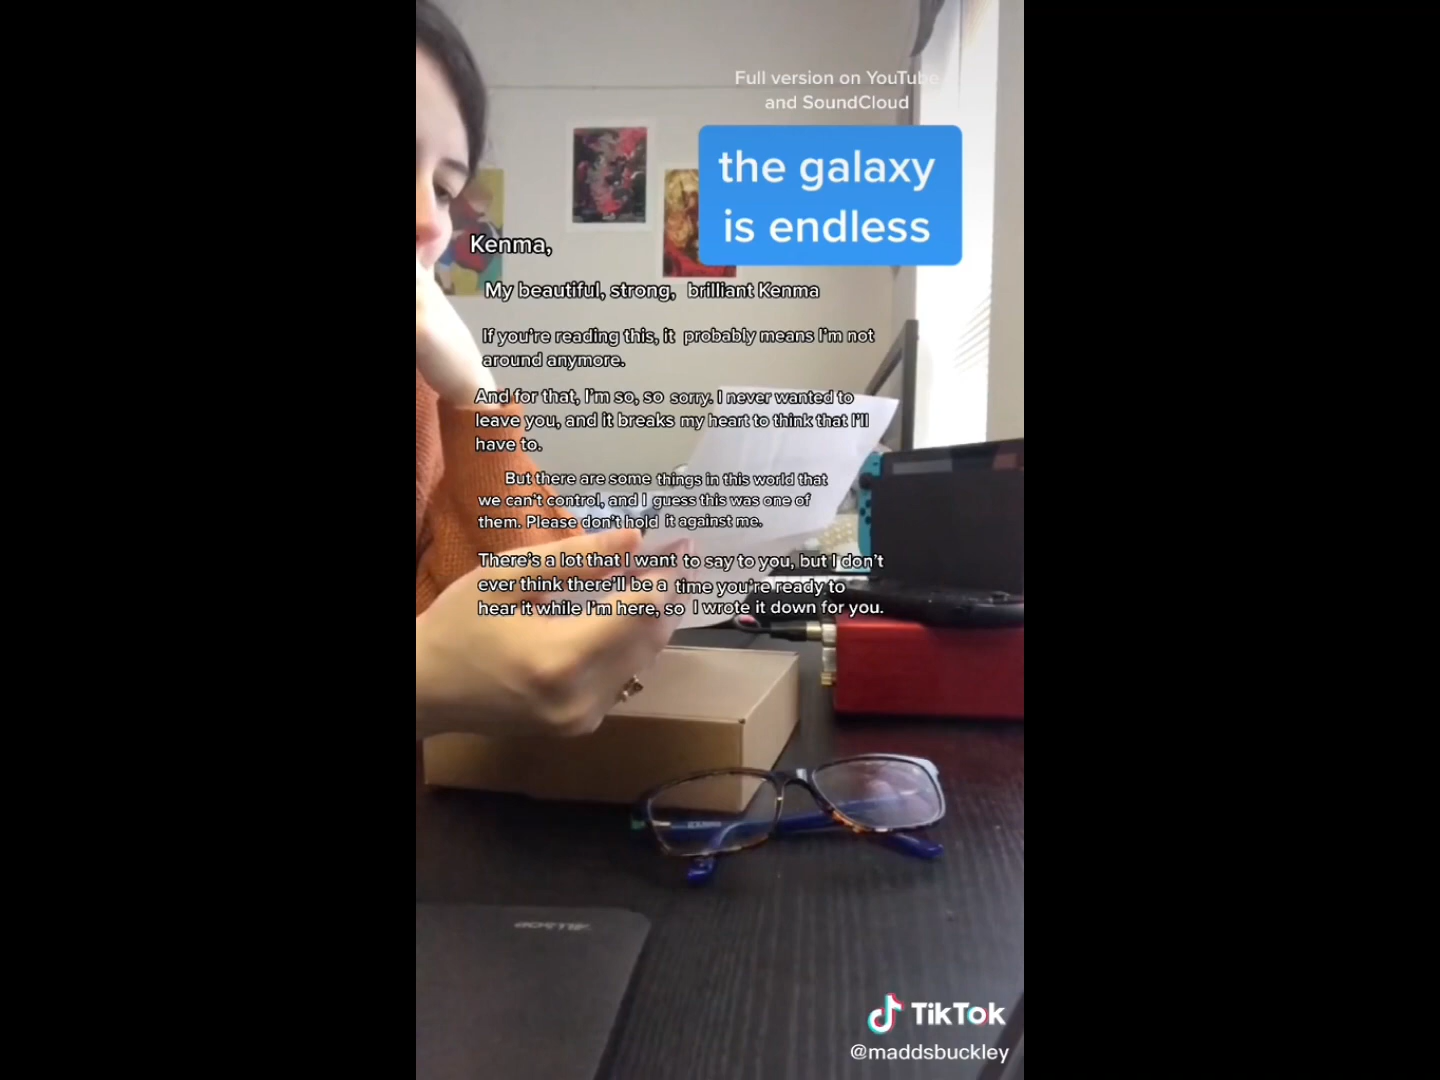 Full version on YouTube
and SoundCloud
the galaxy
is endless
Kenma,
My beautiful, strong, brilliant Kenma
If you're reading this, it probably means I'm not
around anymore.
And for that, I'm so, so sorry. I never wanted to
leave you, and it breaks my heart to think that I'll
have to.
But there are some things in this world that
we can't control, and I guess this was one of
them. Please don't hold it against me.
There's a lot that I want to say to you, but I don't
ever think there'll be a time you're ready to
hear it while I'm here, so I wrote it down for you.
ALLSOP
TikTok
@maddsbuckley